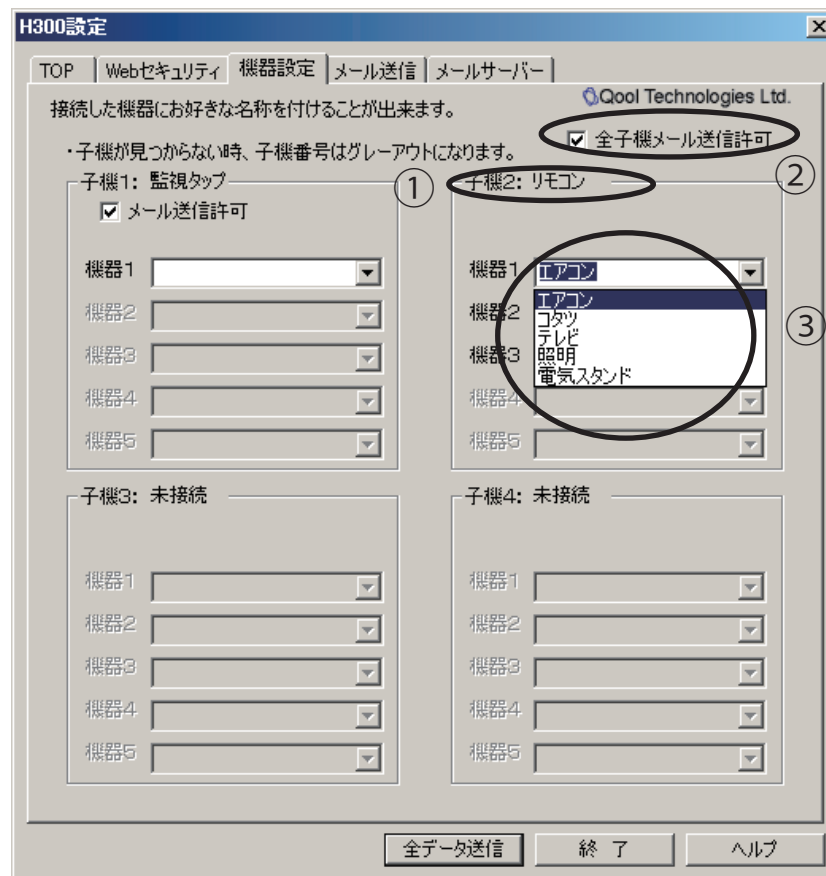 H300設定
TOP Webセキュリティ 機器設定 メール送信 メールサーバー
接続した機器にお好きな名称を付けることが出来ます。
Qool Technologies Ltd.
全子機メール送信許可
・子機が見つからない時、子機番号はグレーアウトになります。
②
子機1: 監視タップ
メール送信許可
機器1
機器2
機器3
機器4
機器5
①
子機2: リモコン
機器1 エアコン
エアコン
機器2 コタツ
テレビ
機器3 照明
電気スタンド
③
機器4
機器5
子機3: 未接続
機器1
機器2
機器3
機器4
機器5
子機4: 未接続
機器1
機器2
機器3
機器4
機器5
全データ送信 終 了 ヘルプ